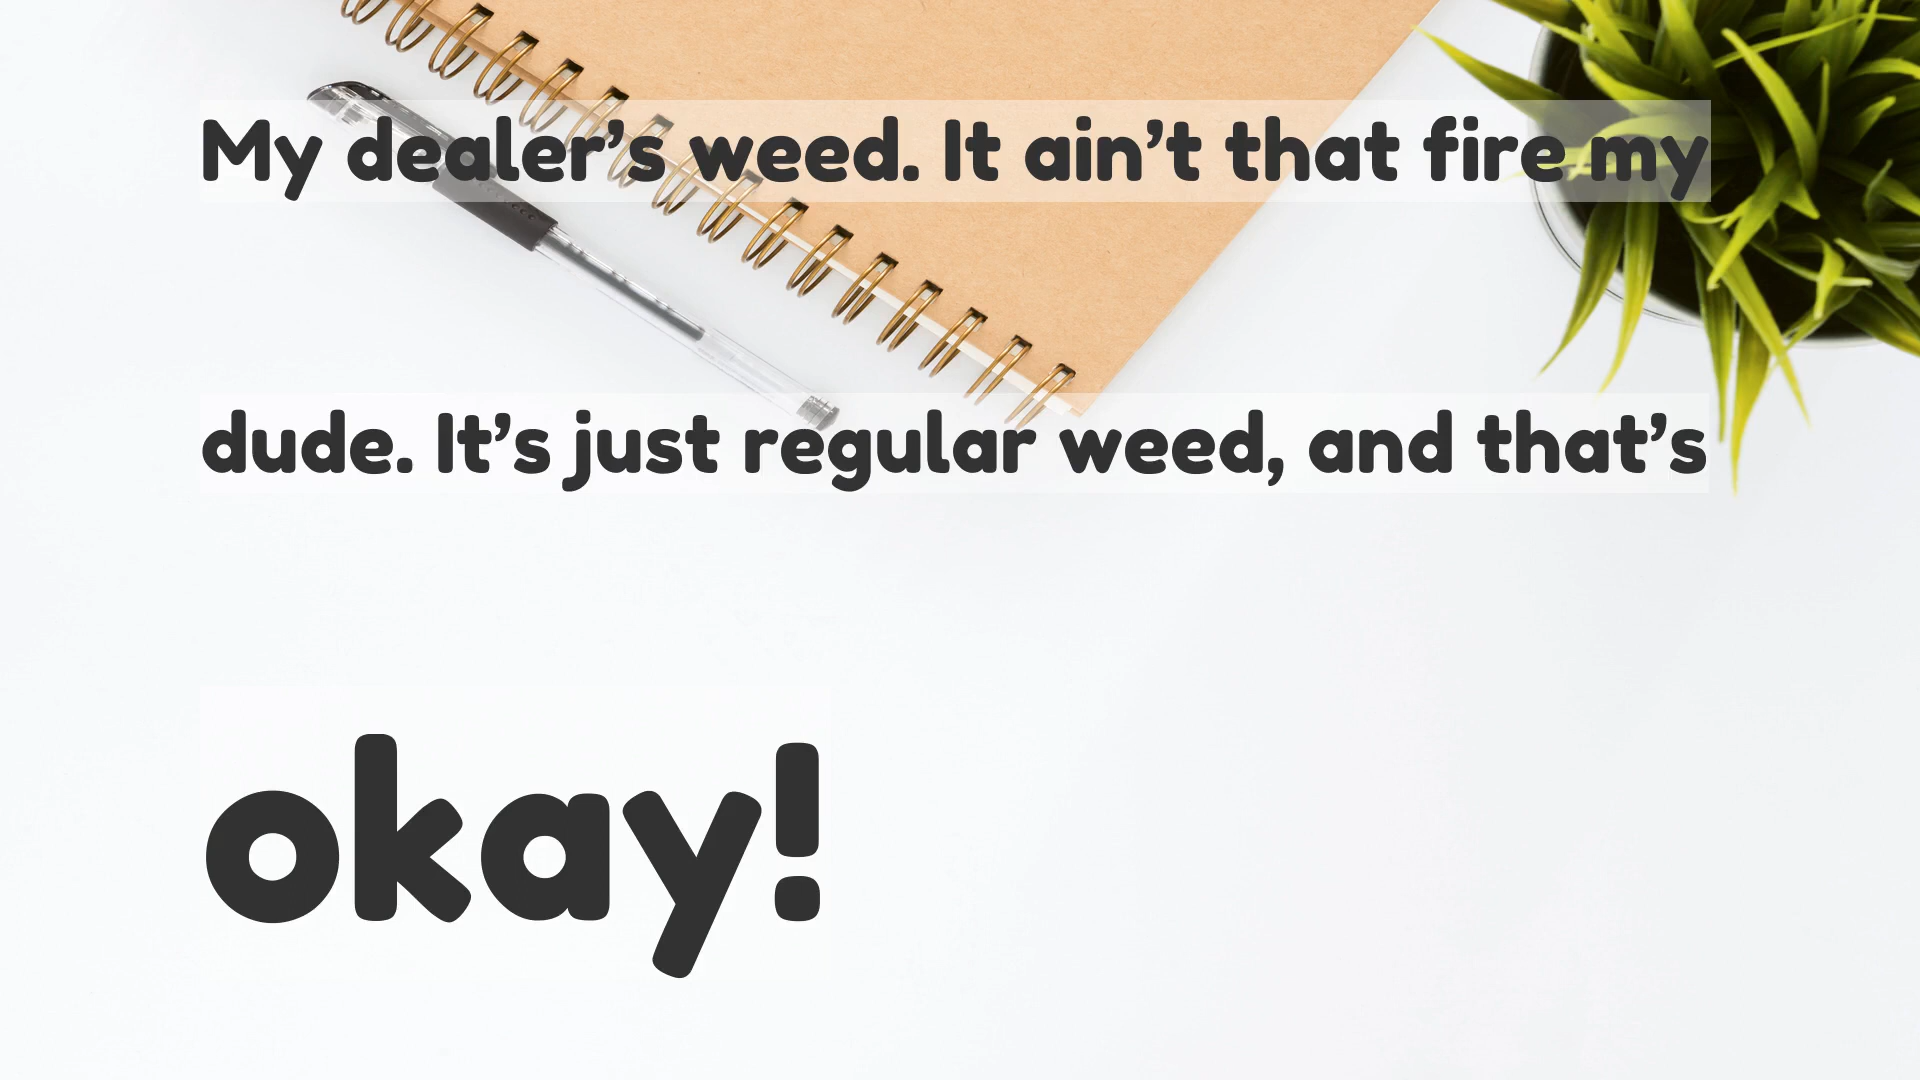 My dealer’s weed. It ain’t that fire my
dude. It’s just regular weed, and that’s
okay!